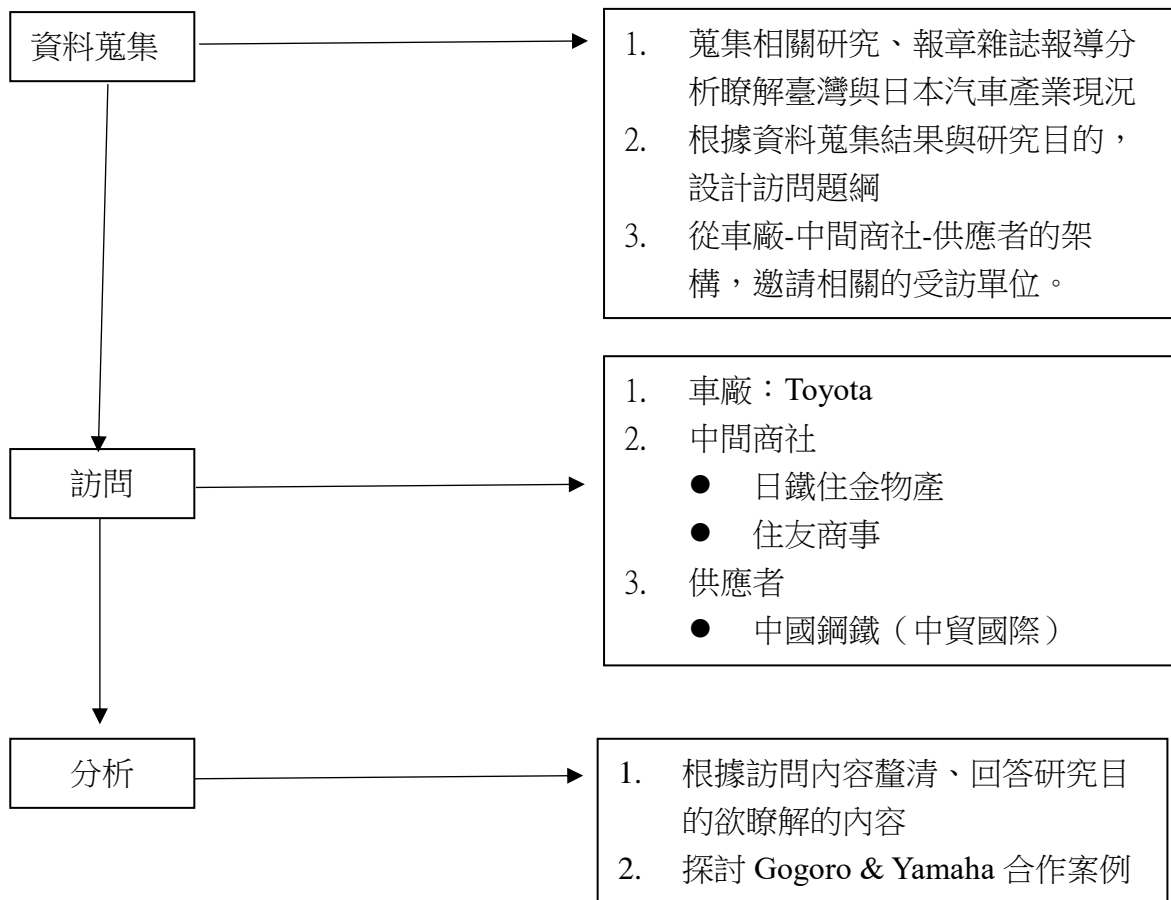 資料蒐集
1. 蒐集相關研究、報章雜誌報導分
析瞭解臺灣與日本汽車產業現況
2. 根據資料蒐集結果與研究目的，
設計訪問題綱
3. 從車廠-中間商社-供應者的架
構，邀請相關的受訪單位。
訪問
1. 車廠：Toyota
2. 中間商社
● 日鐵住金物產
● 住友商事
3. 供應者
● 中國鋼鐵（中貿國際）
分析
1. 根據訪問內容釐清、回答研究目
的欲瞭解的內容
2. 探討 Gogoro & Yamaha 合作案例